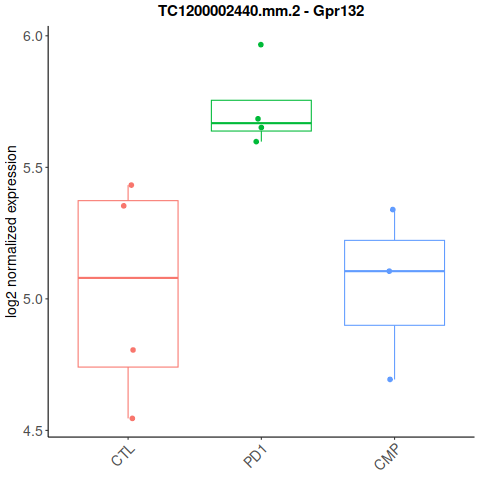 TC1200002440.mm.2 - Gpr132
log2 normalized expression
6.0
5.5
5.0
4.5
CTL
PD1
CMP